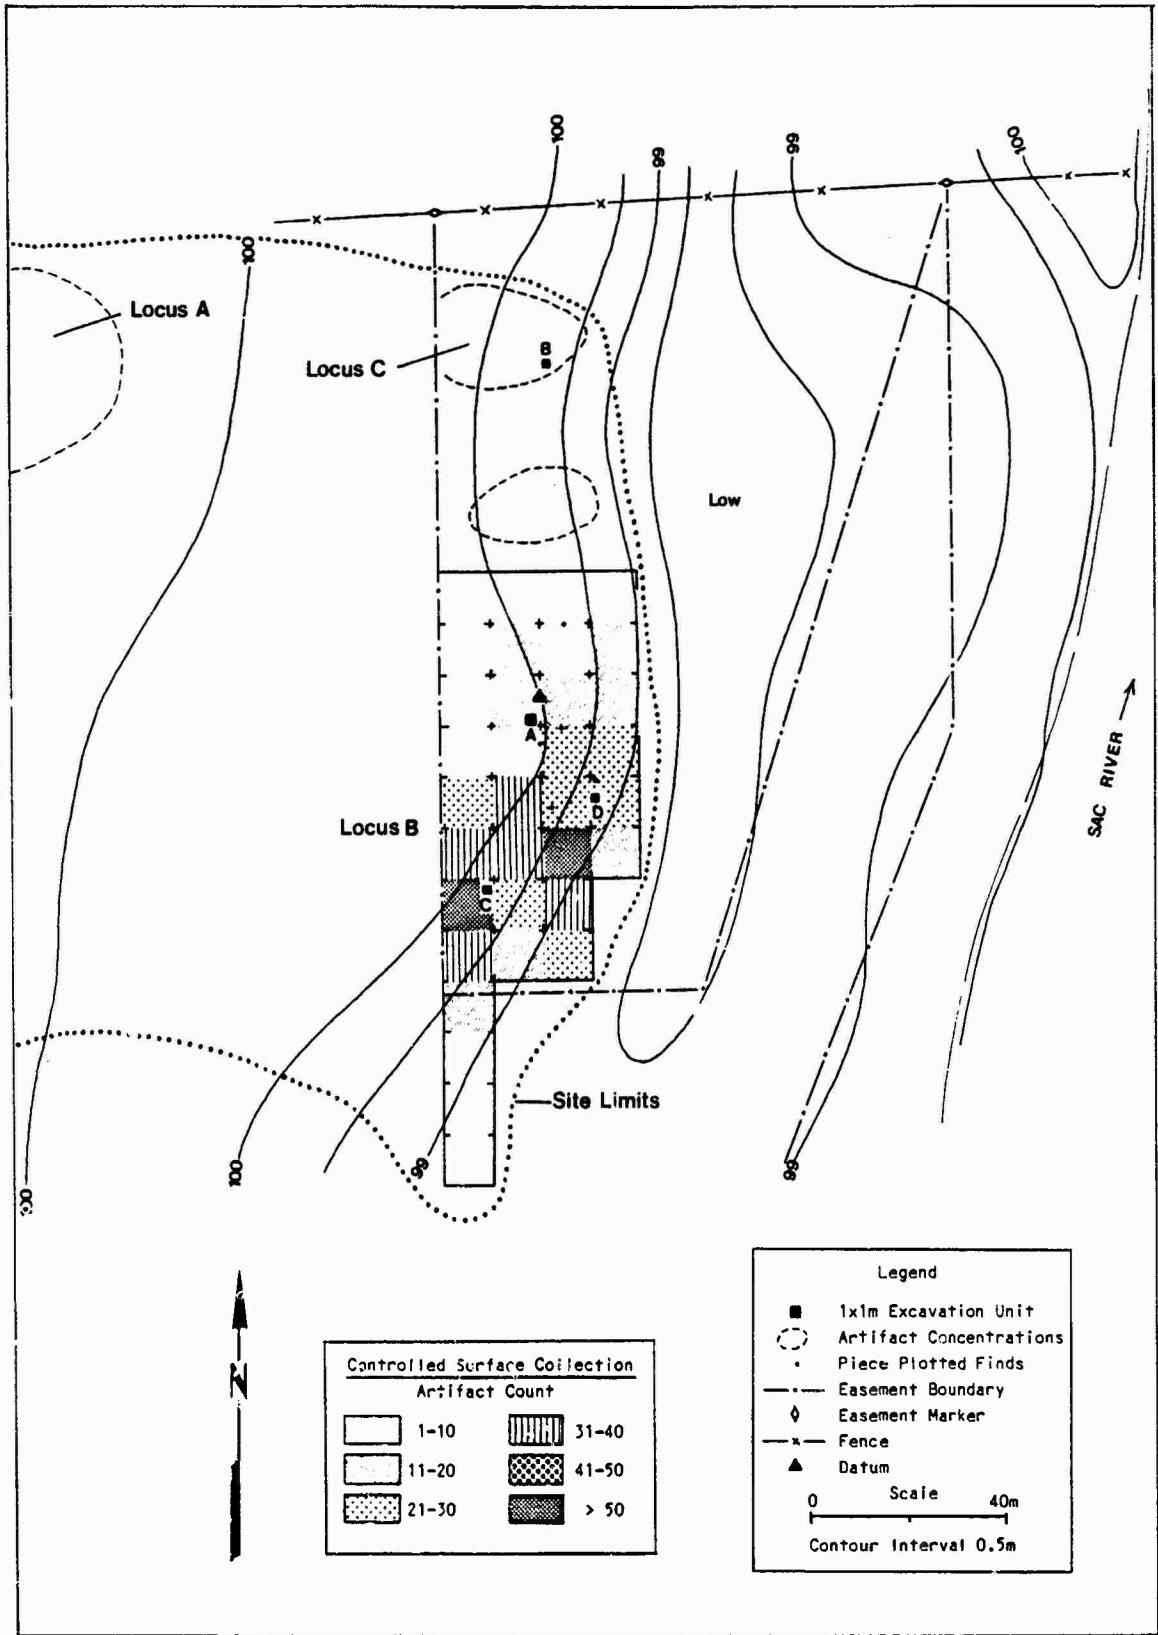 100
99
99
100
100
Locus A
Locus C
B
Low
A
D
Locus B
C
SAC RIVER
Site Limits
100
100
99
99
N
Controlled Surface Collection
Artifact Count
1-10
31-40
11-20
41-50
21-30
> 50
Legend
1x1m Excavation Unit
Artifact Concentrations
Piece Plotted Finds
Easement Boundary
Easement Marker
Fence
Datum
Scale
0 40m
Contour Interval 0.5m